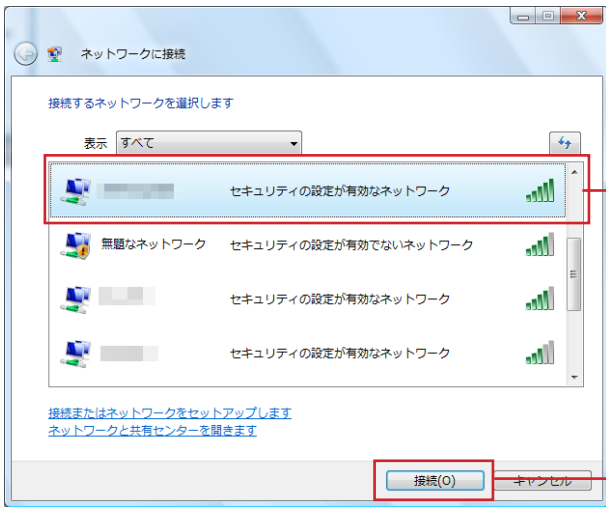 ネットワークに接続
接続するネットワークを選択します
表示 すべて
セキュリティの設定が有効なネットワーク
無題なネットワーク セキュリティの設定が有効でないネットワーク
セキュリティの設定が有効なネットワーク
セキュリティの設定が有効なネットワーク
接続またはネットワークをセットアップします
ネットワークと共有センターを開きます
接続(O) キャンセル